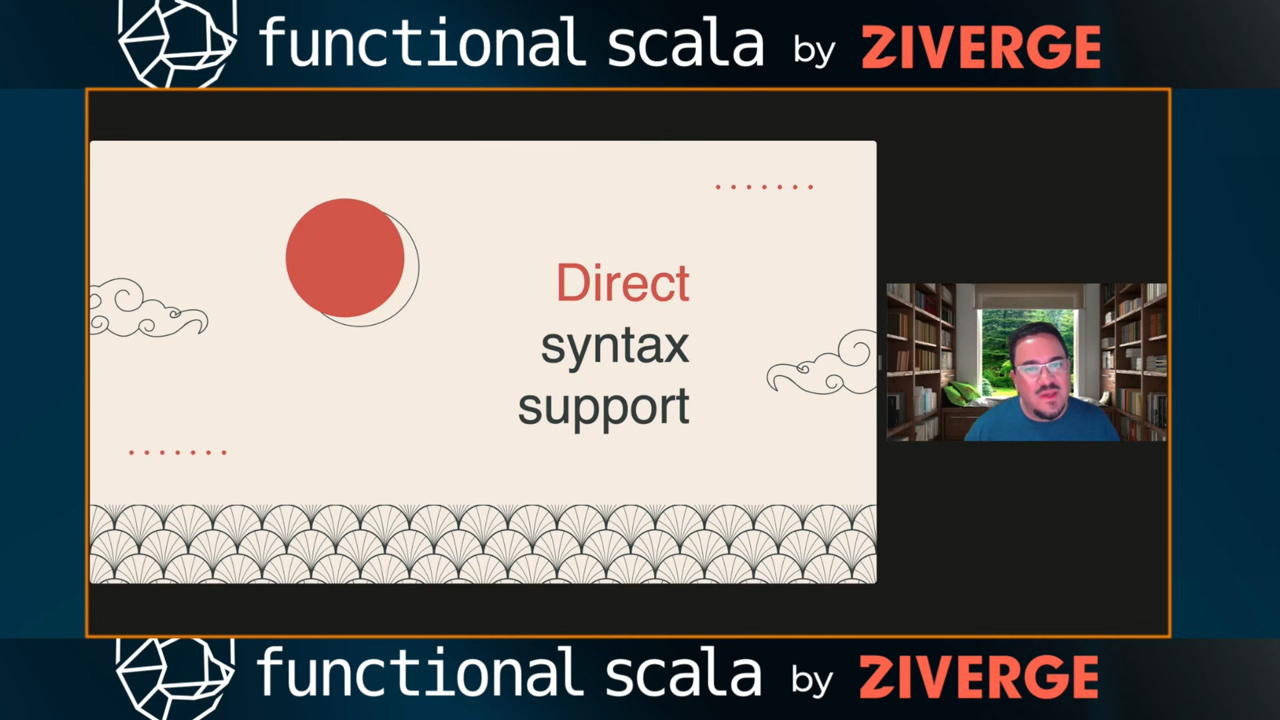 functional scala by ZIVERGE
Direct
syntax
support
functional scala by ZIVERGE